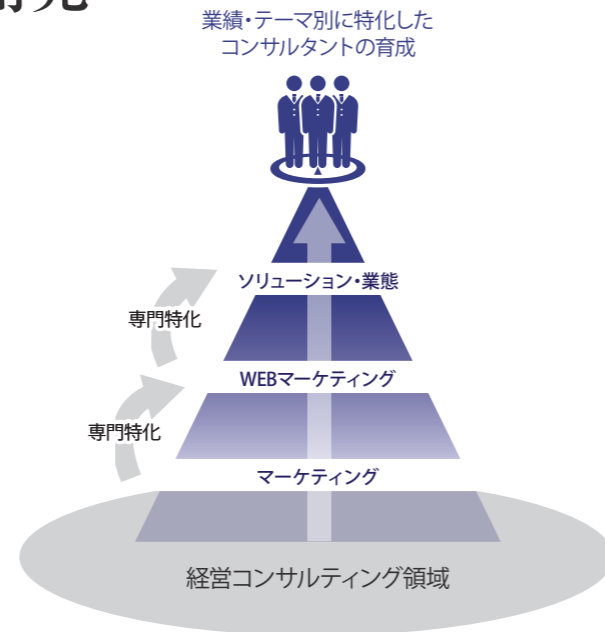 業績・テーマ別に特化した
コンサルタントの育成
ソリューション・業態
専門特化
WEBマーケティング
専門特化
マーケティング
経営コンサルティング領域